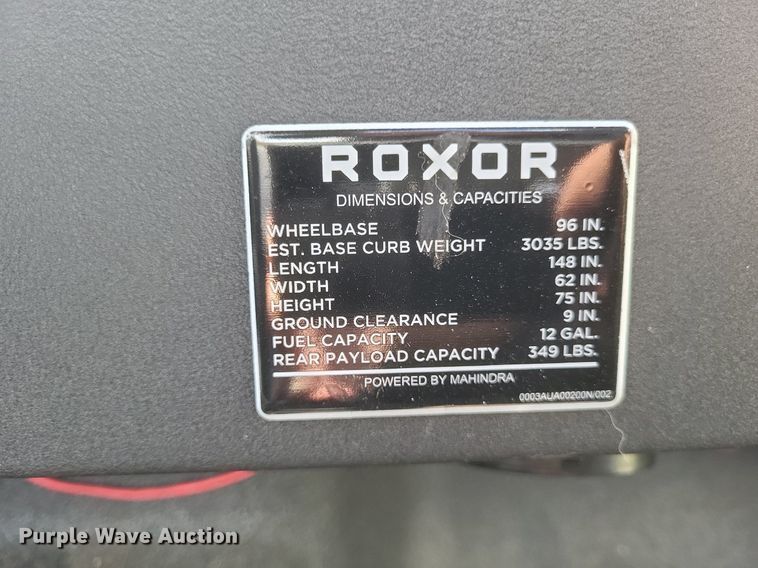 ROXOR
DIMENSIONS & CAPACITIES
WHEELBASE 96 IN.
EST. BASE CURB WEIGHT 3035 LBS.
LENGTH 148 IN.
WIDTH 62 IN.
HEIGHT 75 IN.
GROUND CLEARANCE 9 IN.
FUEL CAPACITY 12 GAL.
REAR PAYLOAD CAPACITY 349 LBS.
POWERED BY MAHINDRA
0003AUA00200N/002
Purple Wave Auction